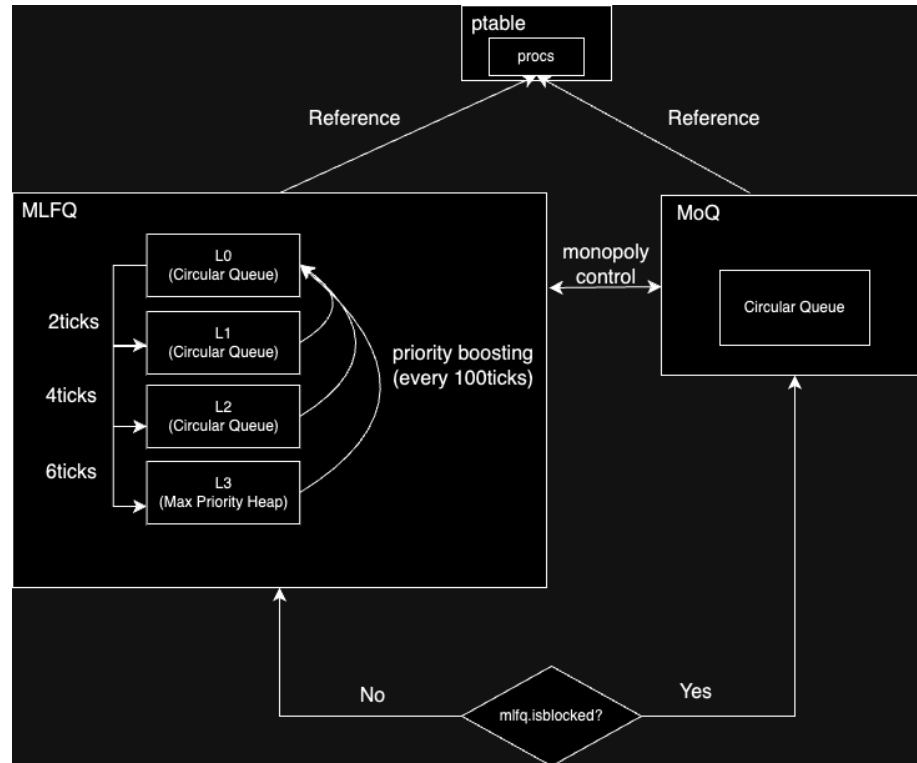 ptable
procs
Reference
Reference
MLFQ
MoQ
L0
(Circular Queue)
monopoly
control
Circular Queue
2ticks
L1
(Circular Queue)
priority boosting
(every 100ticks)
4ticks
L2
(Circular Queue)
6ticks
L3
(Max Priority Heap)
No
Yes
mlfq.isblocked?